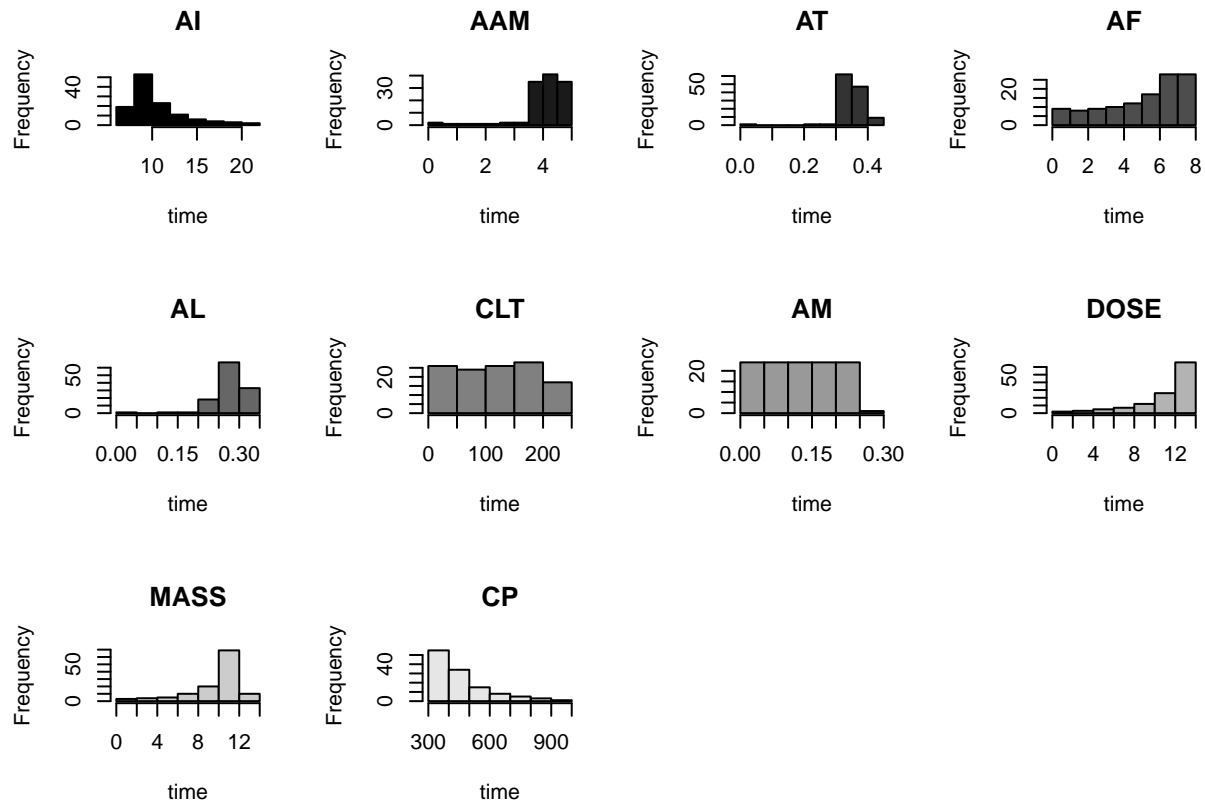 AI
Frequency
0
40
10
15
20
time
AAM
Frequency
0
30
0
2
4
time
AT
Frequency
0
50
0.0
0.2
0.4
time
AF
Frequency
0
20
0
2
4
6
8
time
AL
Frequency
0
50
0.00
0.15
0.30
time
CLT
Frequency
0
20
0
100
200
time
AM
Frequency
0
20
0.00
0.15
0.30
time
DOSE
Frequency
0
50
0
4
8
12
time
MASS
Frequency
0
50
0
4
8
12
time
CP
Frequency
0
40
300
600
900
time